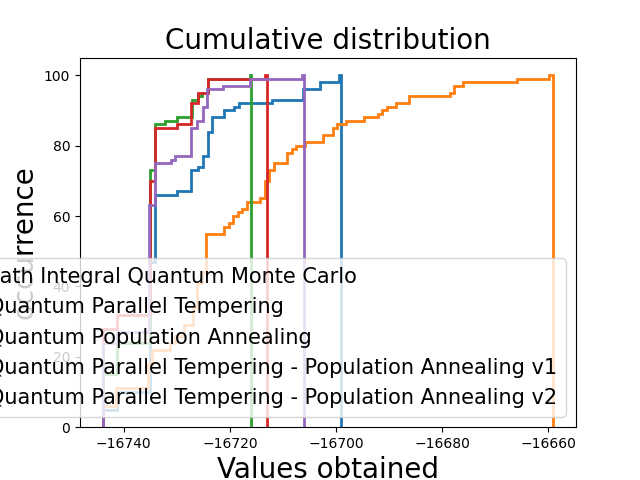 Cumulative distribution
100
80
60
40
20
0
occurrence
ath Integral Quantum Monte Carlo
Quantum Parallel Tempering
Quantum Population Annealing
Quantum Parallel Tempering - Population Annealing v1
Quantum Parallel Tempering - Population Annealing v2
−16740 −16720 −16700 −16680 −16660
Values obtained